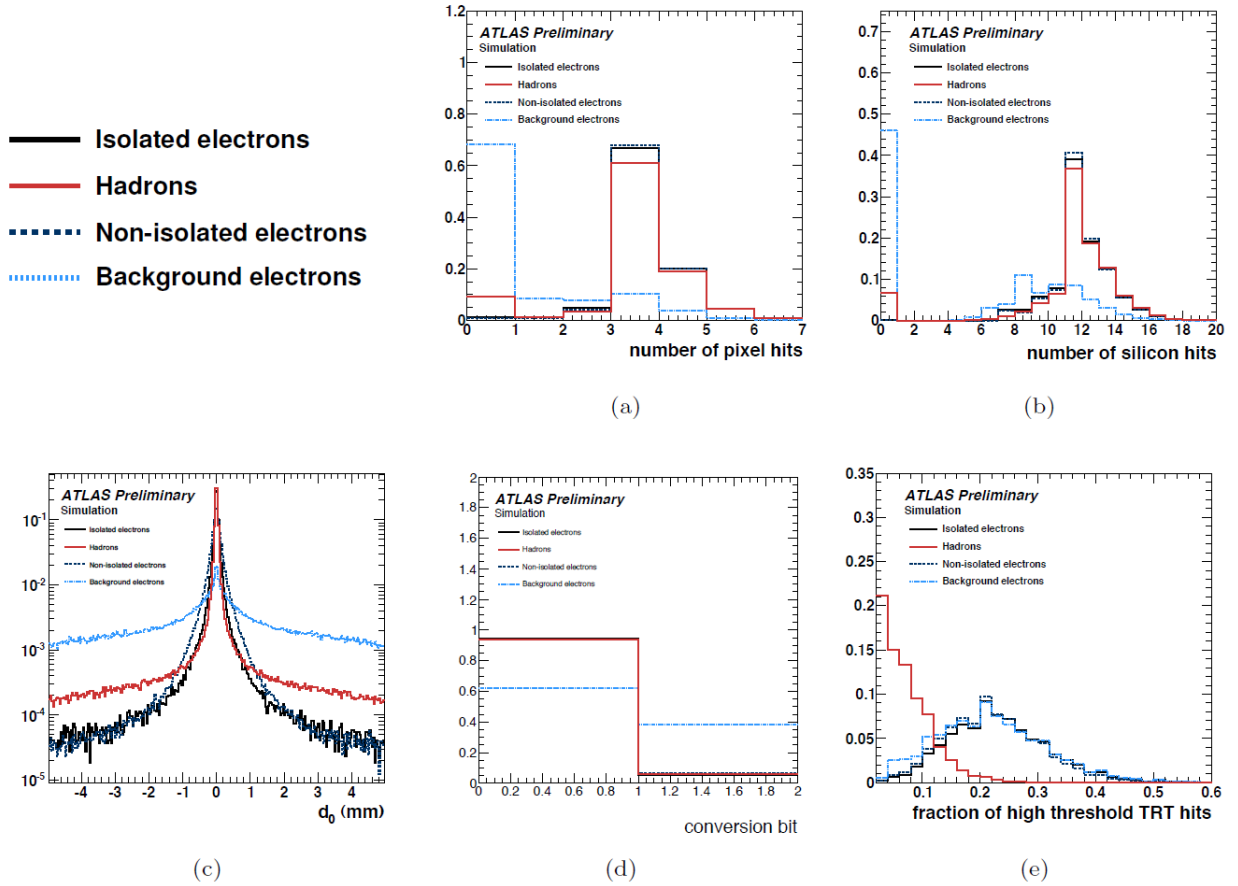 Isolated electrons
Hadrons
Non-isolated electrons
Background electrons
1.2
1
0.8
0.6
0.4
0.2
0
ATLAS Preliminary
Simulation
Isolated electrons
Hadrons
Non-isolated electrons
Background electrons
0 1 2 3 4 5 6 7
number of pixel hits
(a)
0.7
0.6
0.5
0.4
0.3
0.2
0.1
0
ATLAS Preliminary
Simulation
Isolated electrons
Hadrons
Non-isolated electrons
Background electrons
0 2 4 6 8 10 12 14 16 18 20
number of silicon hits
(b)
10-1
10-2
10-3
10-4
10-5
ATLAS Preliminary
Simulation
Isolated electrons
Hadrons
Non-isolated electrons
Background electrons
-4 -3 -2 -1 0 1 2 3 4
d0 (mm)
(c)
2
1.8
1.6
1.4
1.2
1
0.8
0.6
0.4
0.2
0
ATLAS Preliminary
Simulation
Isolated electrons
Hadrons
Non-isolated electrons
Background electrons
0 0.2 0.4 0.6 0.8 1 1.2 1.4 1.6 1.8 2
conversion bit
(d)
0.35
0.3
0.25
0.2
0.15
0.1
0.05
0
ATLAS Preliminary
Simulation
Isolated electrons
Hadrons
Non-isolated electrons
Background electrons
0.1 0.2 0.3 0.4 0.5 0.6
fraction of high threshold TRT hits
(e)